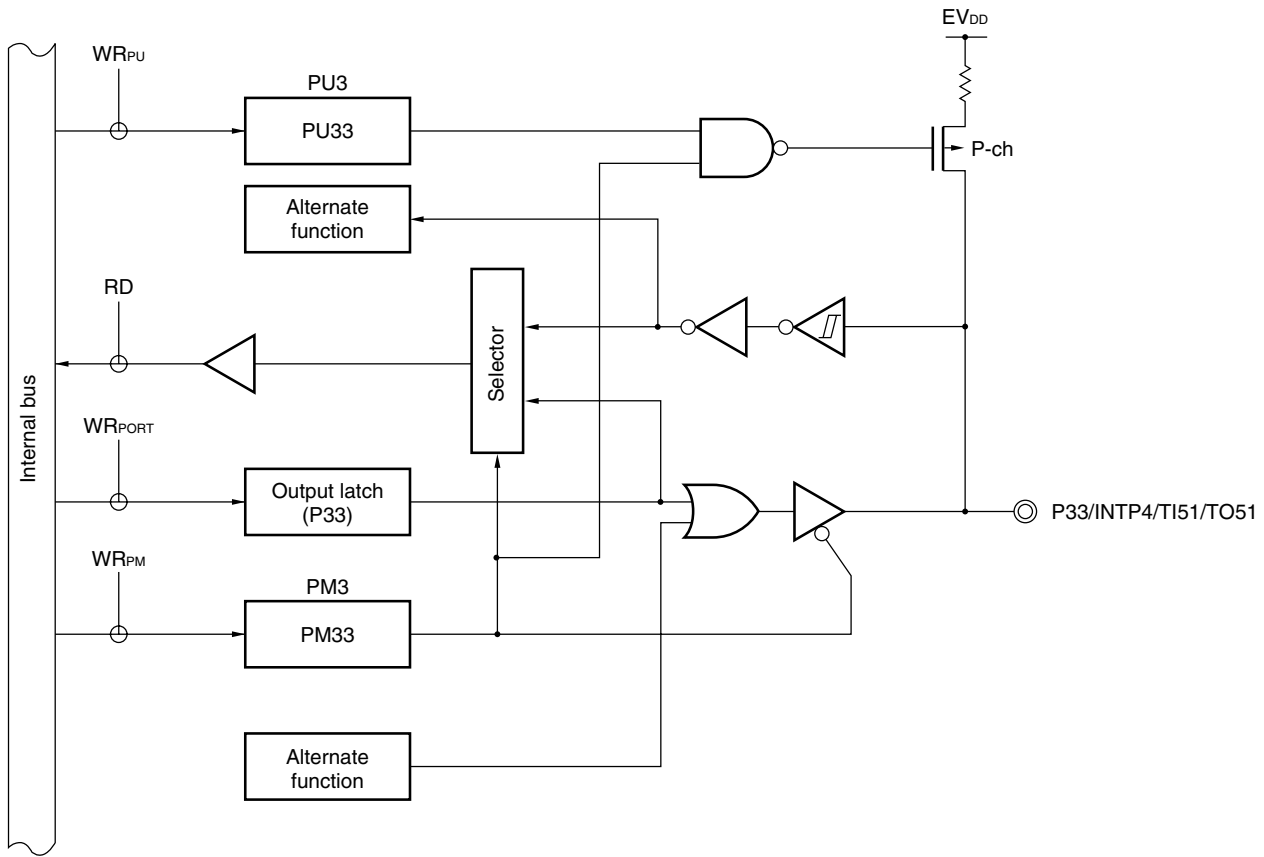 EVDD
WRPU
PU3
PU33
P-ch
Alternate
function
RD
Selector
Internal bus
WRPORT
Output latch
(P33)
P33/INTP4/TI51/TO51
WRPM
PM3
PM33
Alternate
function